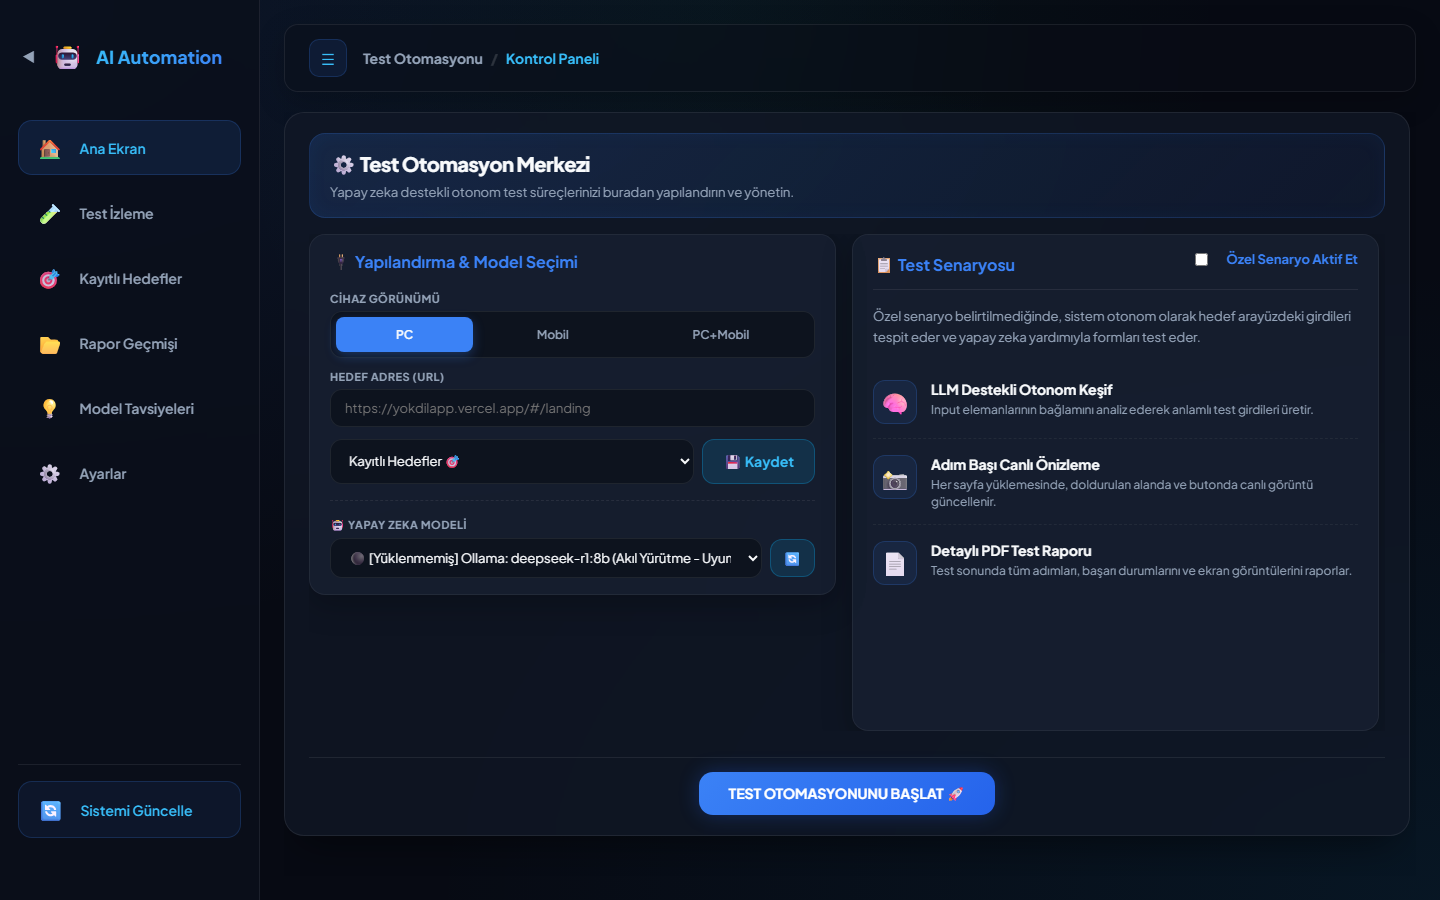 AI Automation
Ana Ekran
Test İzleme
Kayıtlı Hedefler
Rapor Geçmişi
Model Tavsiyeleri
Ayarlar
Sistemi Güncelle
Test Otomasyonu / Kontrol Paneli
Test Otomasyon Merkezi
Yapay zeka destekli otonom test süreçlerinizi buradan yapılandırın ve yönetin.
Yapılandırma & Model Seçimi
CİHAZ GÖRÜNÜMÜ
PC
Mobil
PC+Mobil
HEDEF ADRES (URL)
https://yokdilapp.vercel.app/#/landing
Kayıtlı Hedefler
Kaydet
YAPAY ZEKA MODELİ
[Yüklenmemiş] Ollama: deepseek-r1:8b (Akıl Yürütme - Uyur
Test Senaryosu
Özel Senaryo Aktif Et
Özel senaryo belirtilmediğinde, sistem otonom olarak hedef arayüzdeki girdileri
tespit eder ve yapay zeka yardımıyla formları test eder.
LLM Destekli Otonom Keşif
Input elemanlarının bağlamını analiz ederek anlamlı test girdileri üretir.
Adım Başı Canlı Önizleme
Her sayfa yüklemesinde, doldurulan alanda ve butonda canlı görüntü
güncellenir.
Detaylı PDF Test Raporu
Test sonunda tüm adımları, başarı durumlarını ve ekran görüntülerini raporlar.
TEST OTOMASYONUNU BAŞLAT